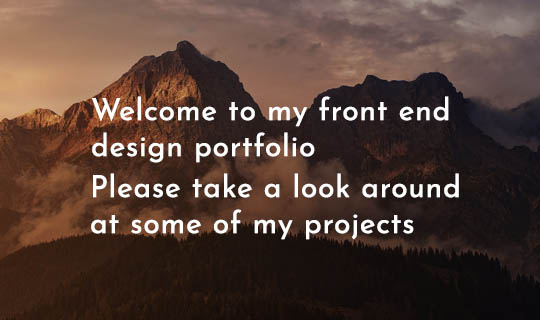 Welcome to my front end
design portfolio
Please take a look around
at some of my projects